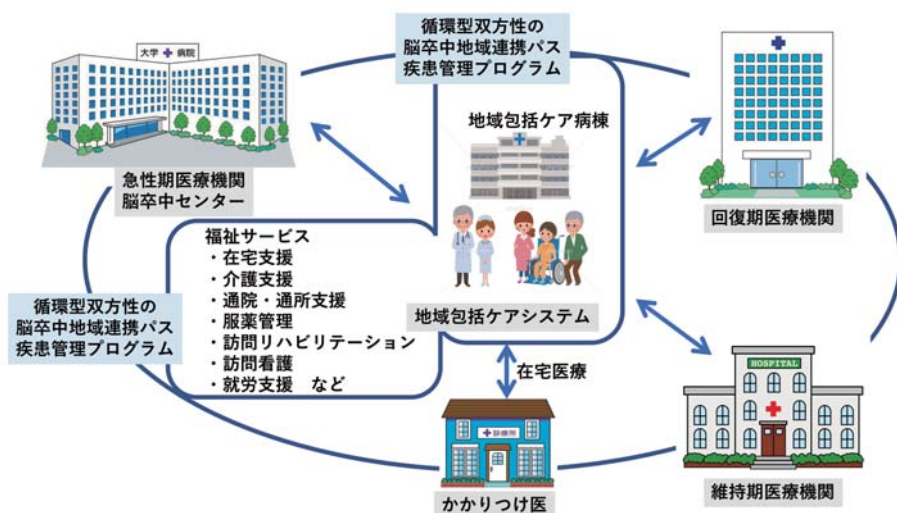 循環型双方性の
脳卒中地域連携パス
疾患管理プログラム
大学 病院
急性期医療機関
脳卒中センター
地域包括ケア病棟
回復期医療機関
福祉サービス
・在宅支援
・介護支援
・通院・通所支援
・服薬管理
・訪問リハビリテーション
・訪問看護
・就労支援 など
地域包括ケアシステム
循環型双方性の
脳卒中地域連携パス
疾患管理プログラム
在宅医療
診療所
かかりつけ医
HOSPITAL
維持期医療機関